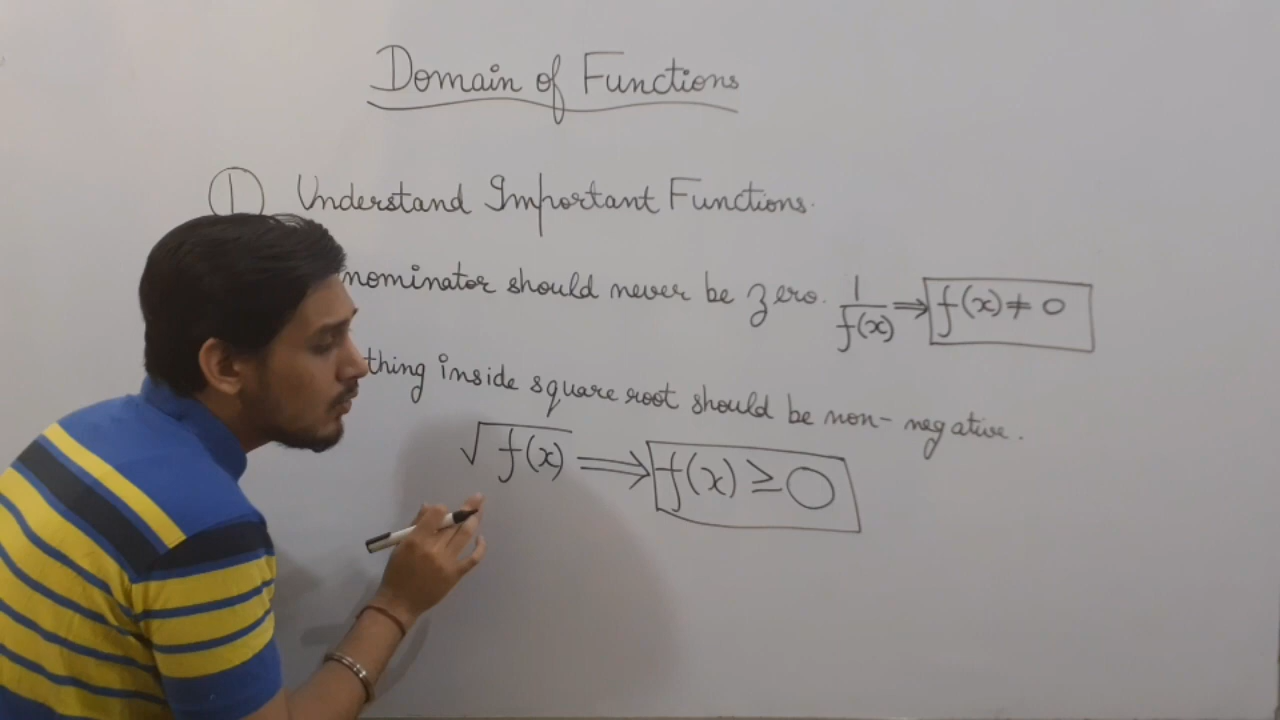 Domain of Functions
① Understand Important Functions.
nominator should never be zero. 1/f(x) ⇒ f(x) ≠ 0
thing inside square root should be non-negative.
√f(x) ⇒ f(x) ≥ 0